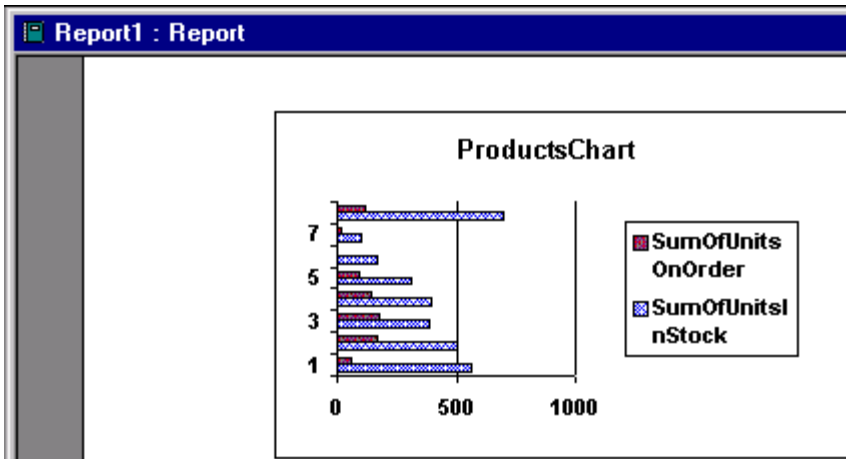 Report1 : Report
ProductsChart
7
5
3
1
0 500 1000
SumOfUnits
OnOrder
SumOfUnitsI
nStock